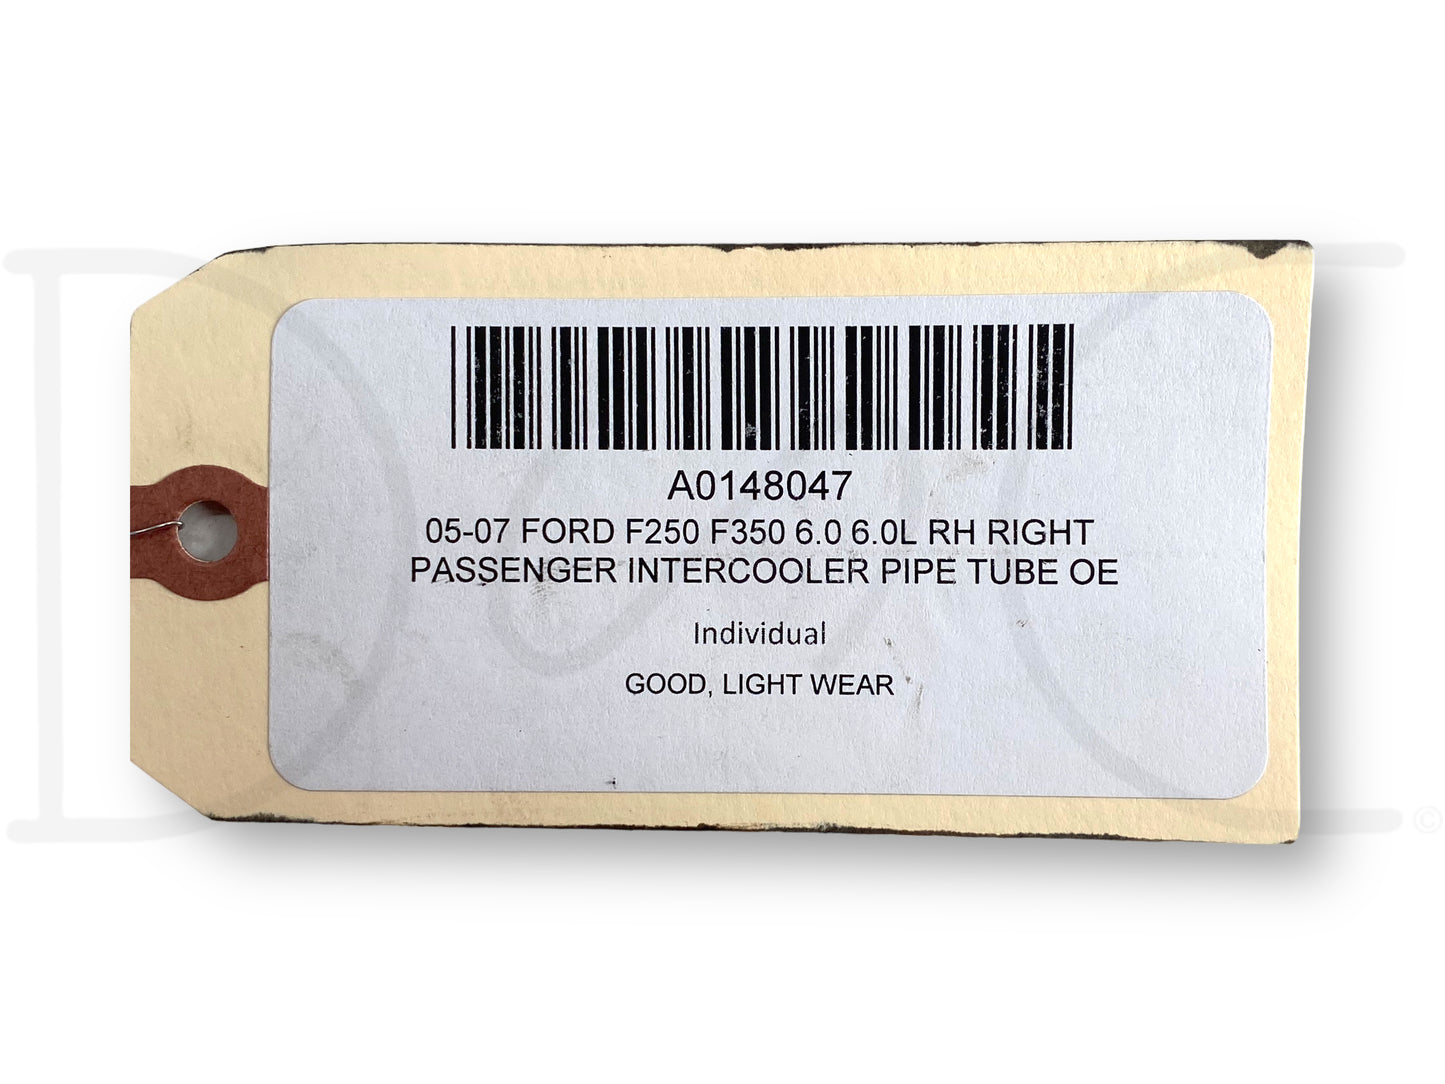 A0148047
05-07 FORD F250 F350 6.0 6.0L RH RIGHT
PASSENGER INTERCOOLER PIPE TUBE OE
Individual
GOOD, LIGHT WEAR
©